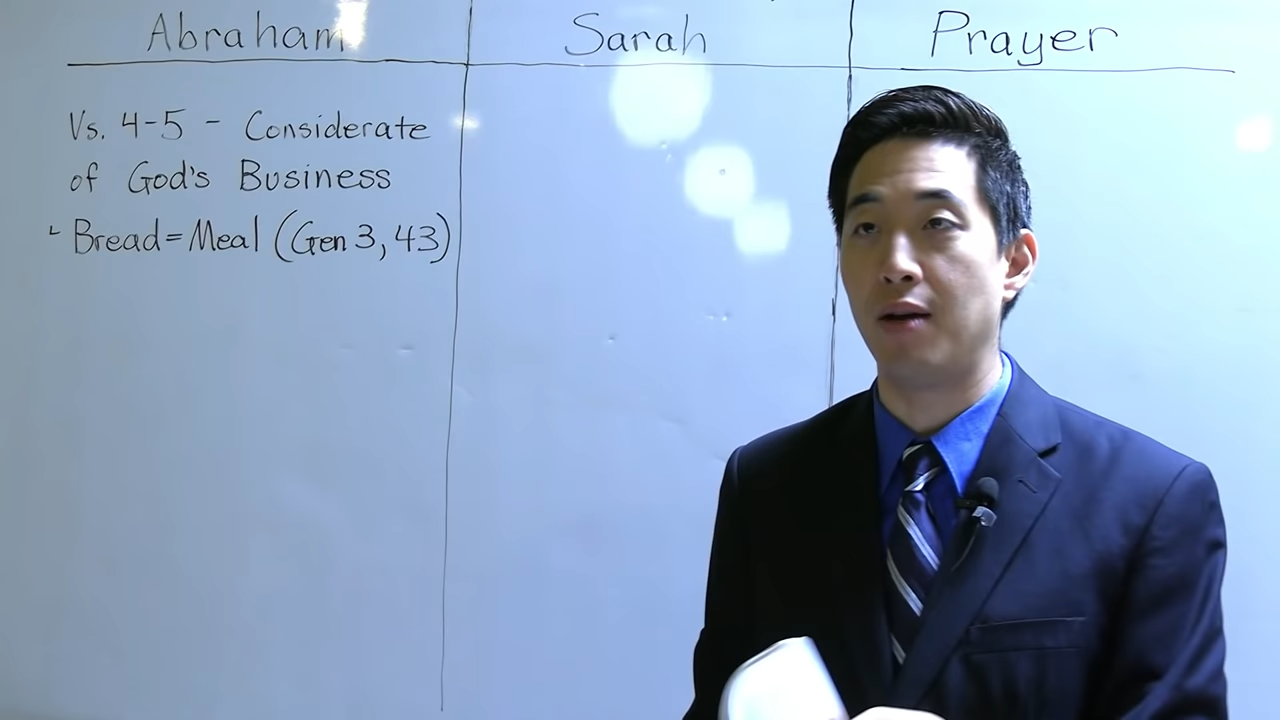 Abraham
Sarah
Prayer
Vs. 4-5 - Considerate
of God's Business
Bread=Meal (Gen 3, 43)